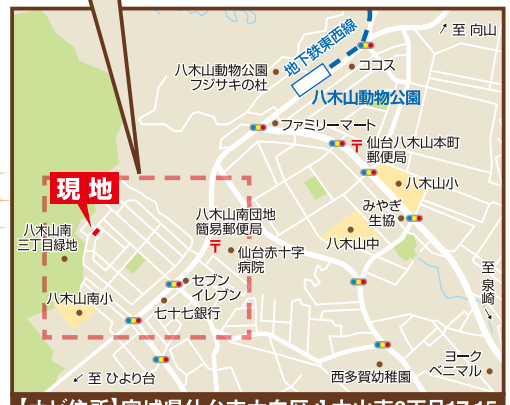 至 向山
地下鉄東西線
八木山動物公園
フジサキの杜
ココス
八木山動物公園
ファミリーマート
仙台八木山本町
郵便局
現 地
八木山小
みやぎ
生協
八木山南団地
簡易郵便局
八木山南
三丁目緑地
八木山中
仙台赤十字
病院
至 泉崎
セブン
イレブン
八木山南小
七十七銀行
ヨーク
ベニマル
至 ひより台
西多賀幼稚園